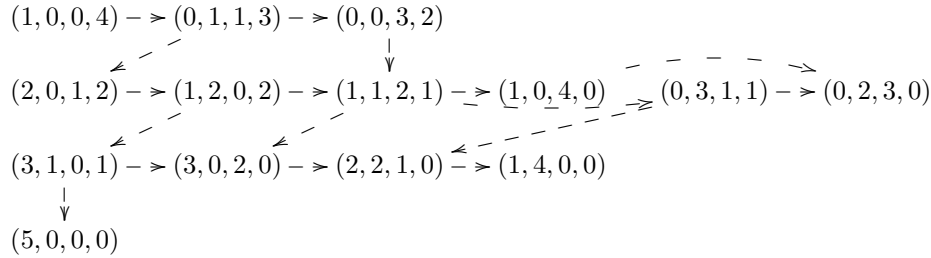 (1, 0, 0, 4) (0, 1, 1, 3) (0, 0, 3, 2)
(2, 0, 1, 2) (1, 2, 0, 2) (1, 1, 2, 1) (1, 0, 4, 0) (0, 3, 1, 1) (0, 2, 3, 0)
(3, 1, 0, 1) (3, 0, 2, 0) (2, 2, 1, 0) (1, 4, 0, 0)
(5, 0, 0, 0)